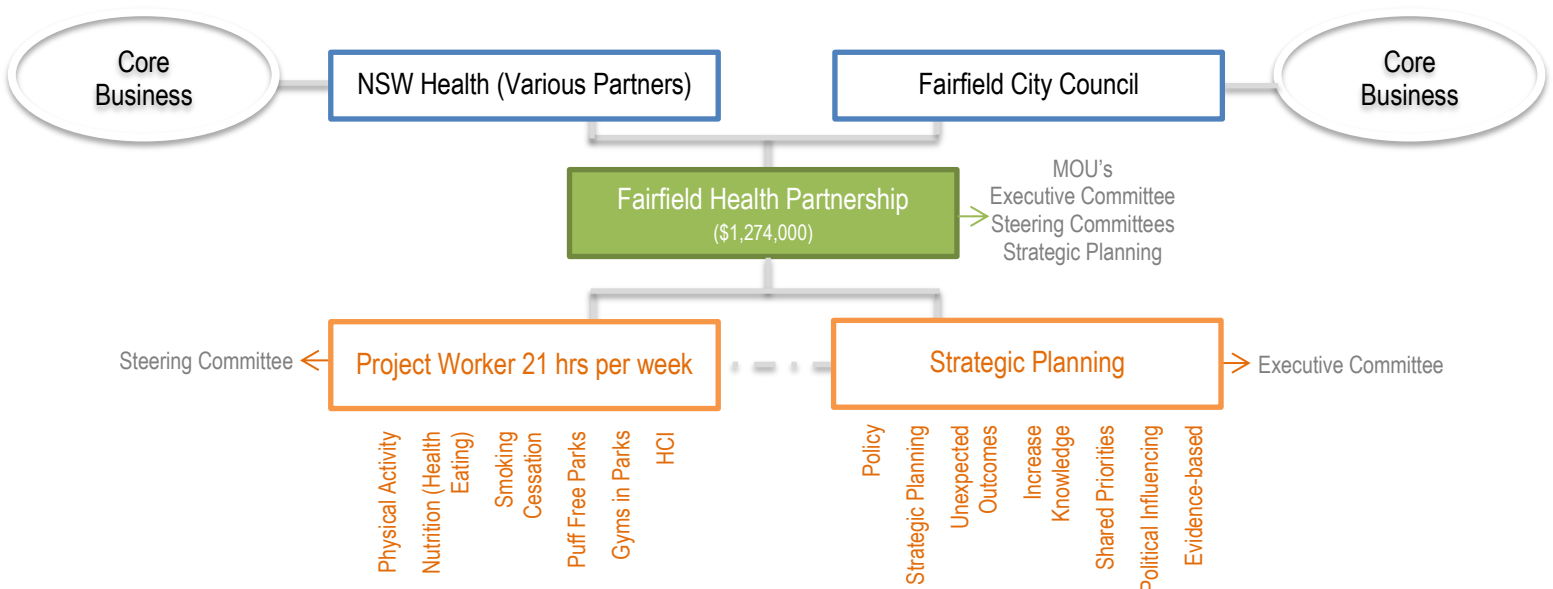 Core
Business
NSW Health (Various Partners)
Fairfield City Council
Core
Business
Fairfield Health Partnership
($1,274,000)
MOU's
Executive Committee
Steering Committees
Strategic Planning
Steering Committee
Project Worker 21 hrs per week
Strategic Planning
Executive Committee
Physical Activity
Nutrition (Health
Eating)
Smoking
Cessation
Puff Free Parks
Gyms in Parks
HCI
Policy
Strategic Planning
Unexpected
Outcomes
Increase
Knowledge
Shared Priorities
Political Influencing
Evidence-based